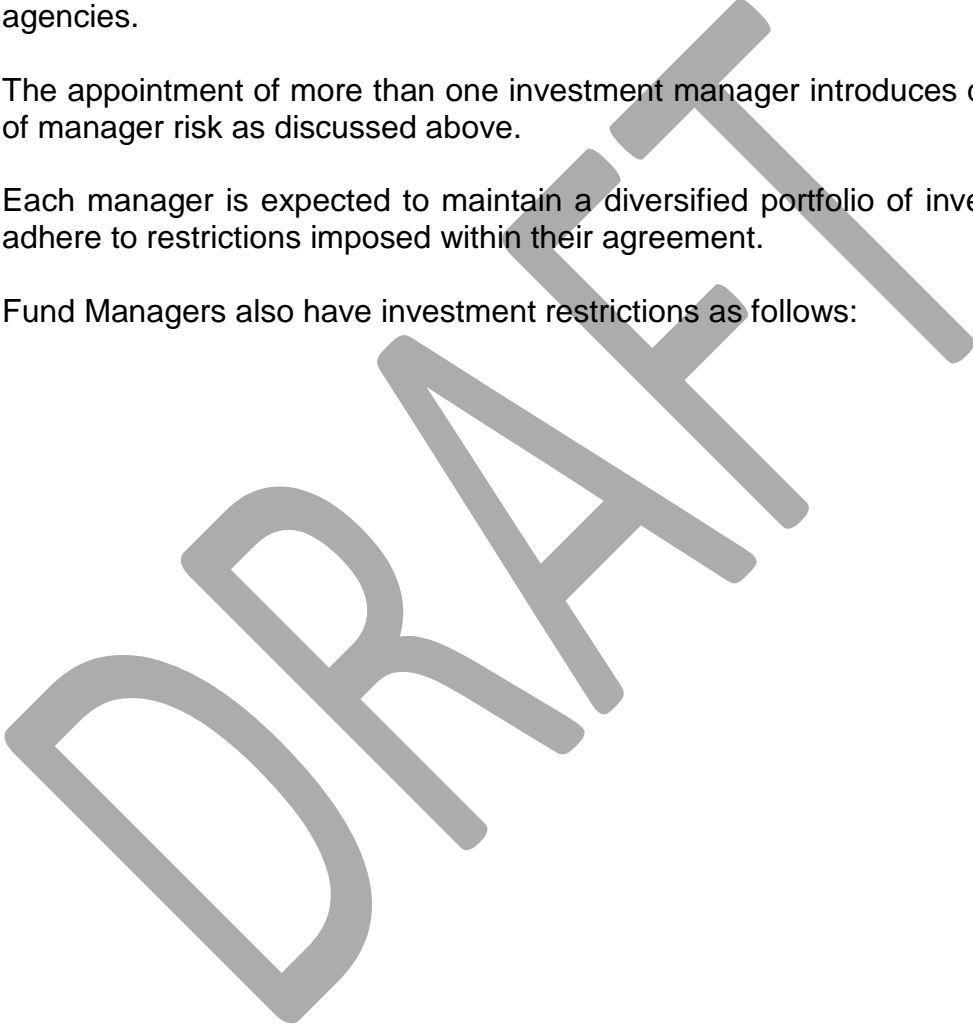 agencies.
The appointment of more than one investment manager introduces
of manager risk as discussed above.
Each manager is expected to maintain a diversified portfolio of
adhere to restrictions imposed within their agreement.
Fund Managers also have investment restrictions as follows:
DRAFT